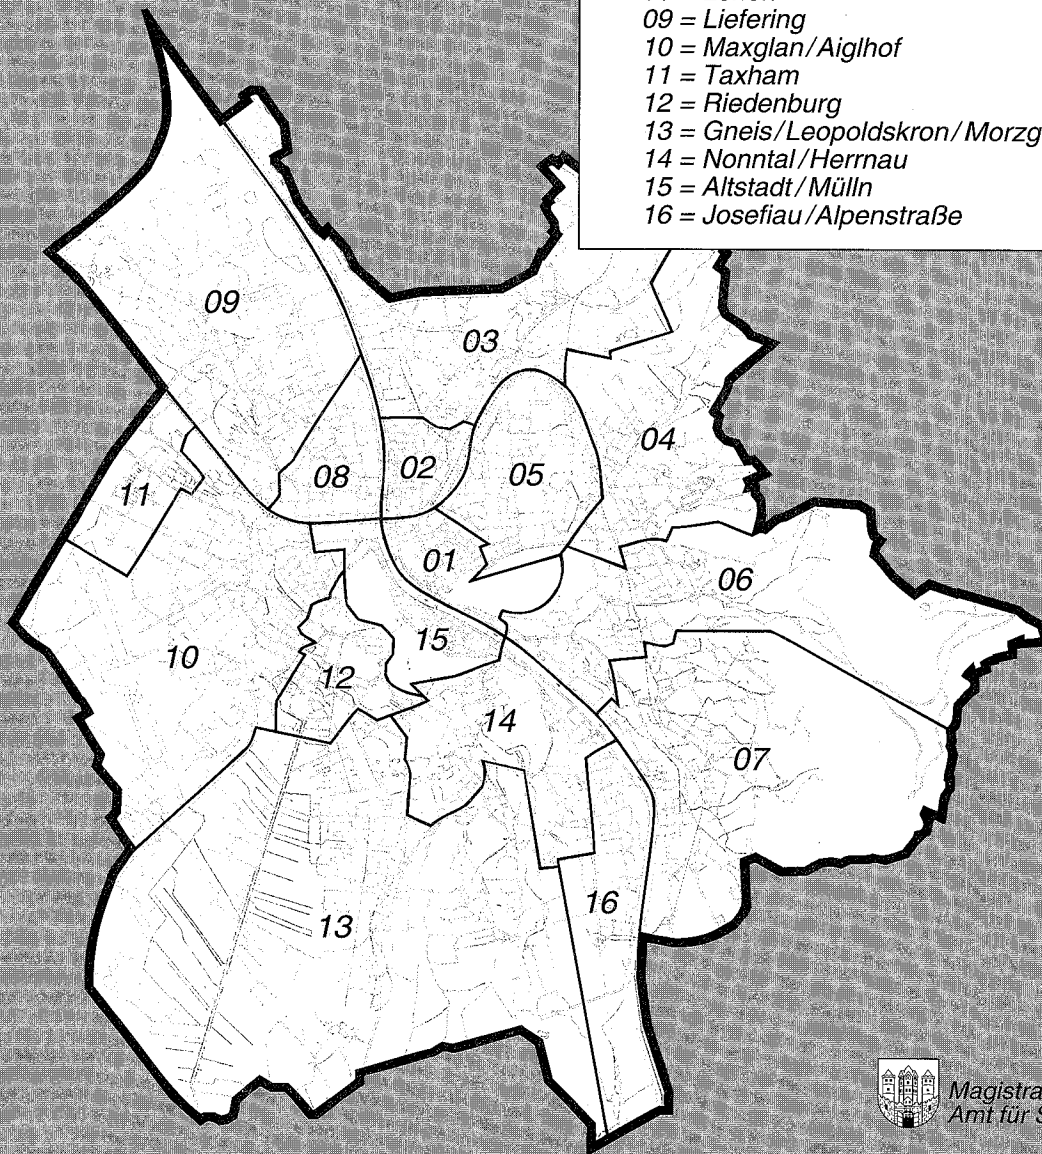 09 = Liefering
10 = Maxglan/Aiglhof
11 = Taxham
12 = Riedenburg
13 = Gneis/Leopoldskron/Morzg
14 = Nonntal/Herrnau
15 = Altstadt/Mülln
16 = Josefiau/Alpenstraße
09
03
04
02
05
08
11
01
06
15
10
12
14
07
16
13
Magistra
Amt für S